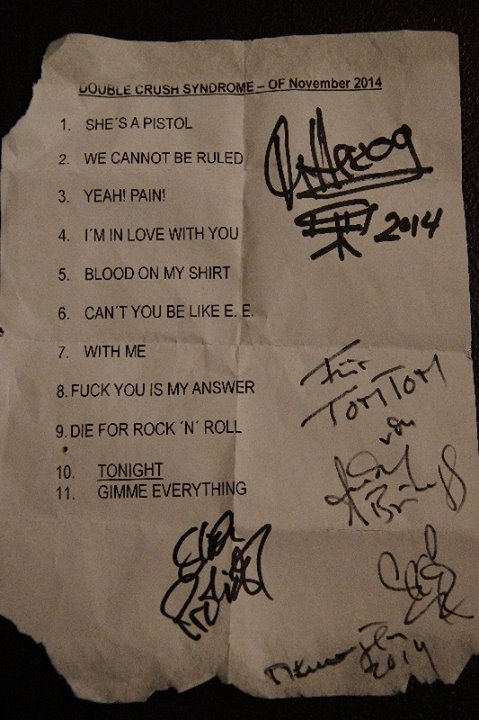 DOUBLE CRUSH SYNDROME – OF November 2014
1. SHE´S A PISTOL
2. WE CANNOT BE RULED
3. YEAH! PAIN!
4. I´M IN LOVE WITH YOU
5. BLOOD ON MY SHIRT
6. CAN´T YOU BE LIKE E. E.
7. WITH ME
8. FUCK YOU IS MY ANSWER
9. DIE FOR ROCK ´N´ ROLL
10. TONIGHT
11. GIMME EVERYTHING
2014
Für
TOMTOM
von
2014